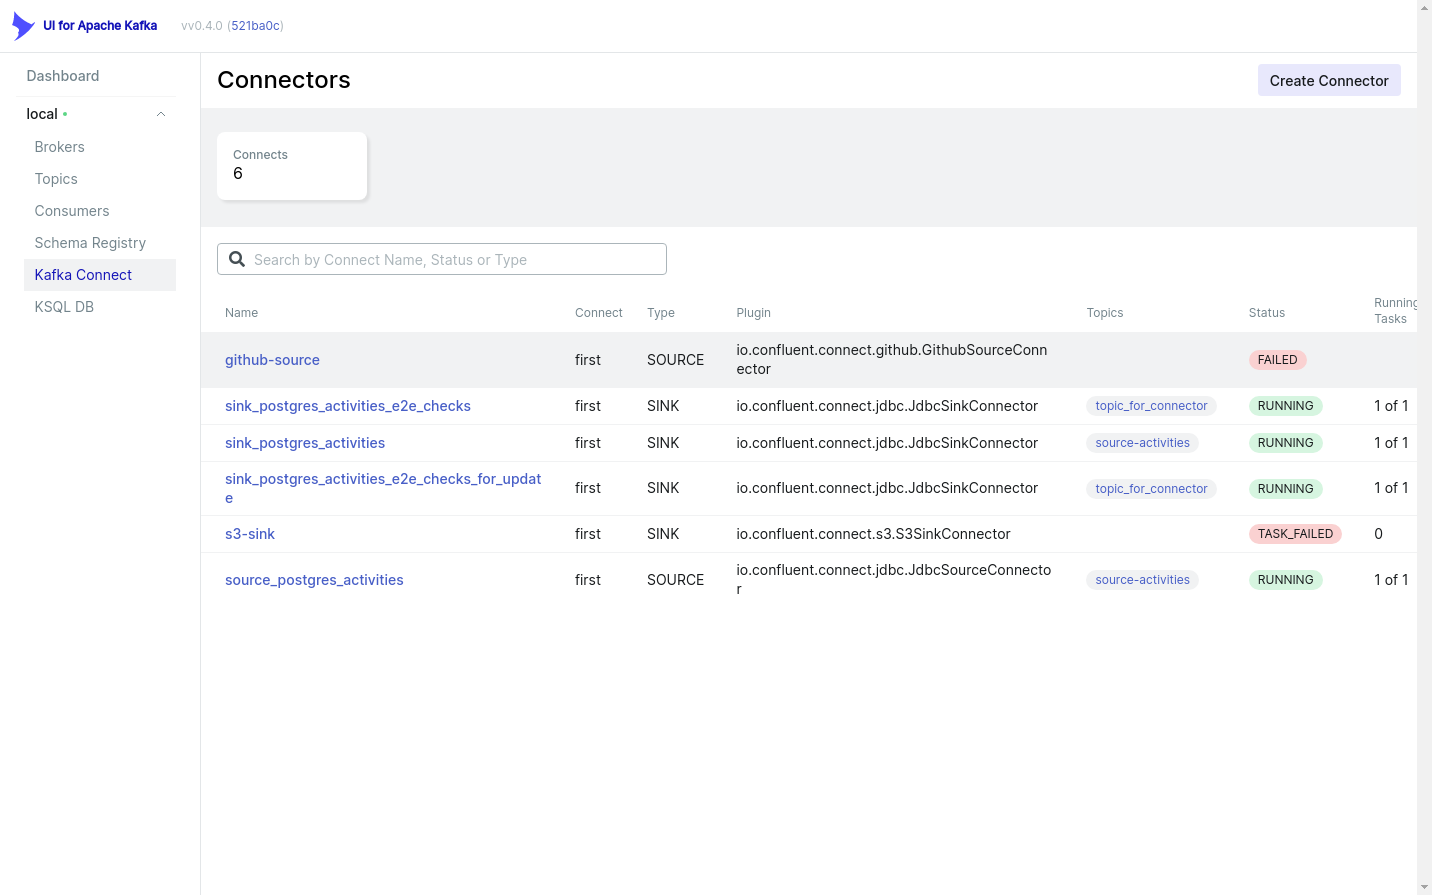 UI for Apache Kafka vv0.4.0 (521ba0c)
Dashboard
local
Brokers
Topics
Consumers
Schema Registry
Kafka Connect
KSQL DB
Connectors
Create Connector
Connects
6
Search by Connect Name, Status or Type
Name Connect Type Plugin Topics Status Running
Tasks
github-source first SOURCE io.confluent.connect.github.GithubSourceConn
ector FAILED
sink_postgres_activities_e2e_checks first SINK io.confluent.connect.jdbc.JdbcSinkConnector topic_for_connector RUNNING 1 of 1
sink_postgres_activities first SINK io.confluent.connect.jdbc.JdbcSinkConnector source-activities RUNNING 1 of 1
sink_postgres_activities_e2e_checks_for_updat
e first SINK io.confluent.connect.jdbc.JdbcSinkConnector topic_for_connector RUNNING 1 of 1
s3-sink first SINK io.confluent.connect.s3.S3SinkConnector TASK_FAILED 0
source_postgres_activities first SOURCE io.confluent.connect.jdbc.JdbcSourceConnecto
r source-activities RUNNING 1 of 1